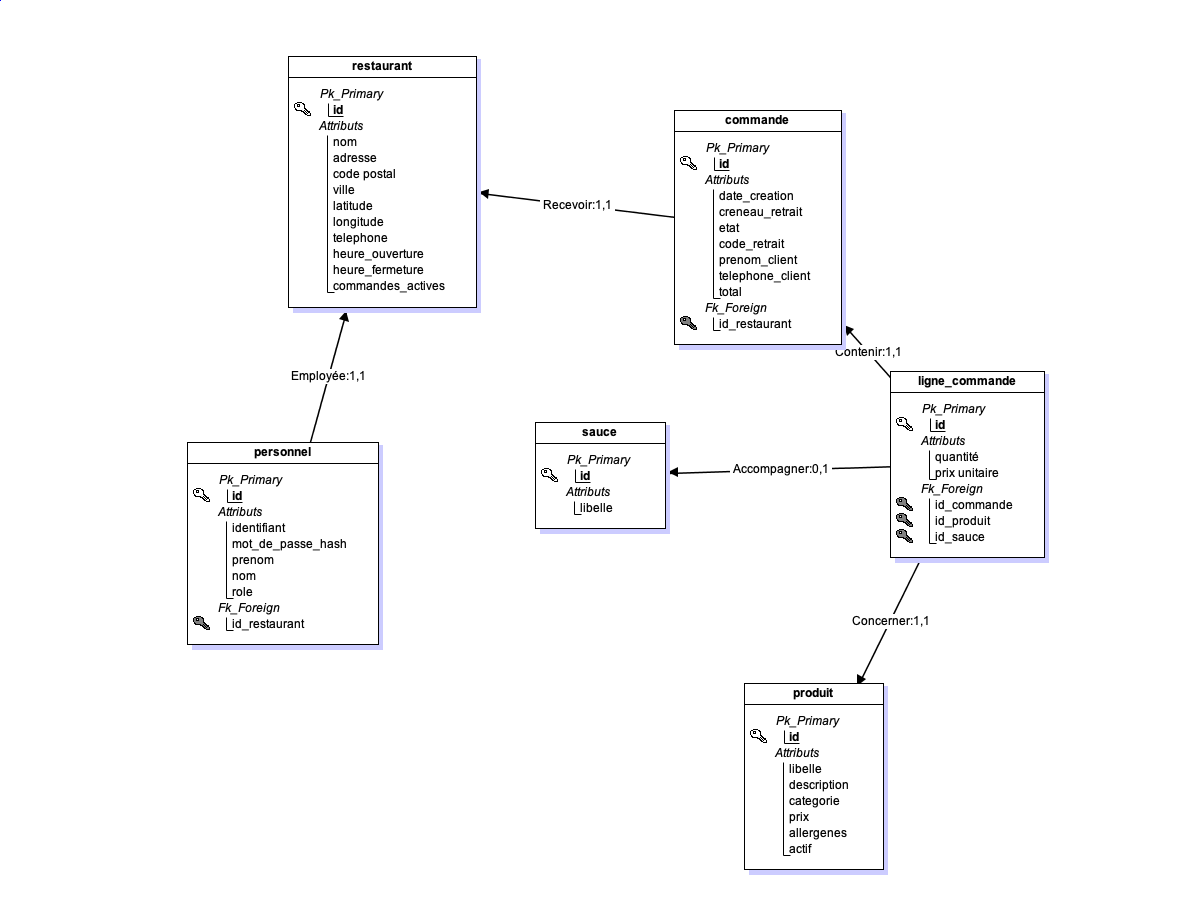 restaurant
Pk_Primary
id
Attributs
nom
adresse
code postal
ville
latitude
longitude
telephone
heure_ouverture
heure_fermeture
commandes_actives
commande
Pk_Primary
id
Attributs
date_creation
creneau_retrait
etat
code_retrait
prenom_client
telephone_client
total
Fk_Foreign
id_restaurant
Recevoir:1,1
Contenir:1,1
Employée:1,1
ligne_commande
Pk_Primary
id
Attributs
quantité
prix unitaire
Fk_Foreign
id_commande
id_produit
id_sauce
sauce
Pk_Primary
id
Attributs
libelle
Accompagner:0,1
personnel
Pk_Primary
id
Attributs
identifiant
mot_de_passe_hash
prenom
nom
role
Fk_Foreign
id_restaurant
Concerner:1,1
produit
Pk_Primary
id
Attributs
libelle
description
categorie
prix
allergenes
actif